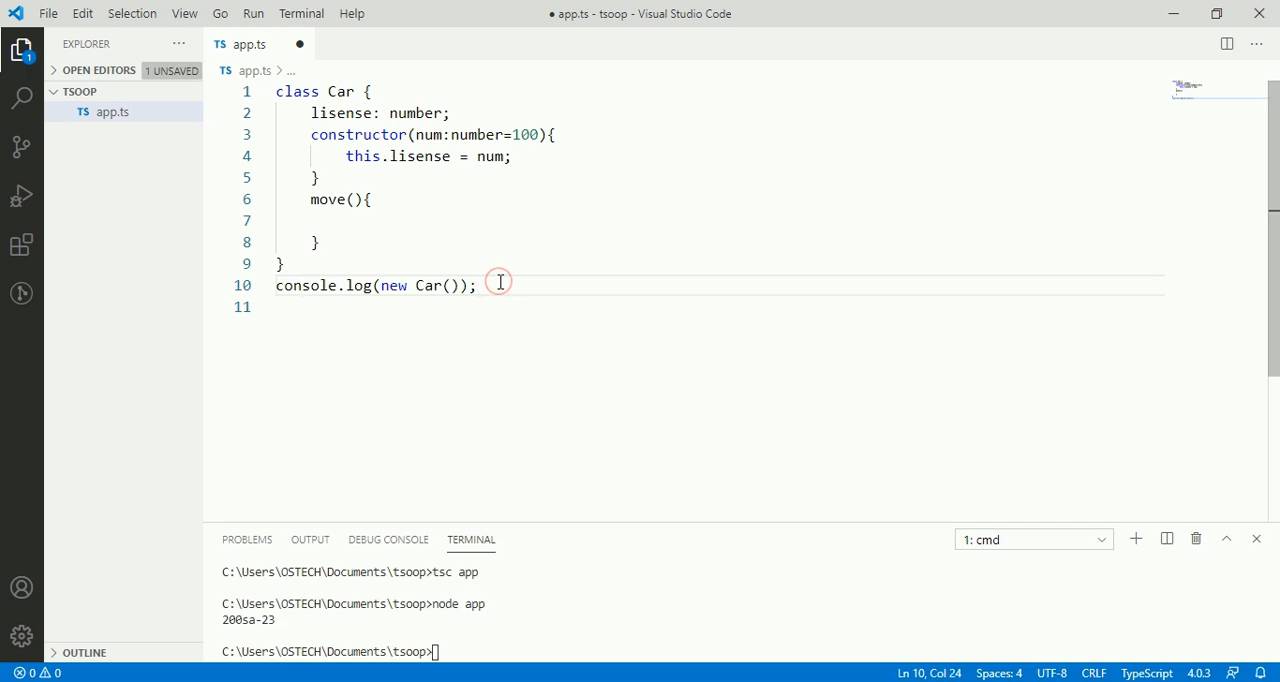 File Edit Selection View Go Run Terminal Help
● app.ts - tsoop - Visual Studio Code
EXPLORER ···
TS app.ts ●
OPEN EDITORS 1 UNSAVED
TS app.ts > ...
TSOOP
TS app.ts
1
1 class Car {
2 lisense: number;
3 constructor(num:number=100){
4 this.lisense = num;
5 }
6 move(){
7
8 }
9 }
10 console.log(new Car());
11
PROBLEMS OUTPUT DEBUG CONSOLE TERMINAL
1: cmd
C:\Users\OSTECH\Documents\tsoop>tsc app
C:\Users\OSTECH\Documents\tsoop>node app
200sa-23
C:\Users\OSTECH\Documents\tsoop>
OUTLINE
0 0 Ln 10, Col 24 Spaces: 4 UTF-8 CRLF TypeScript 4.0.3